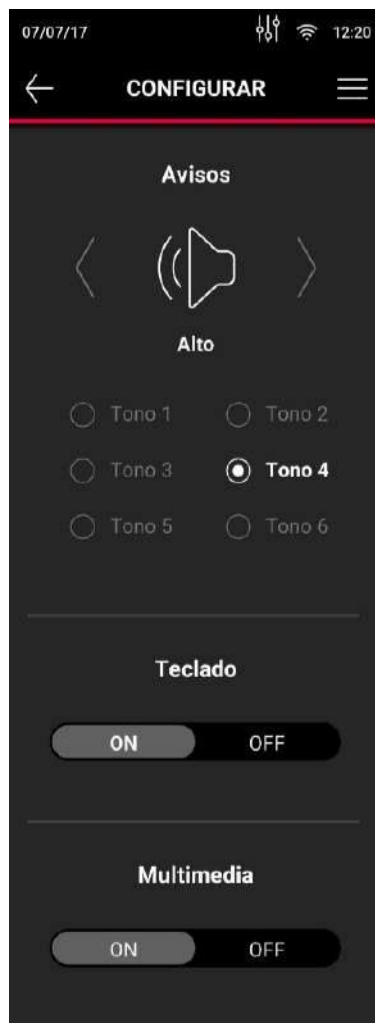 07/07/17 12:20
CONFIGURAR
Avisos
Alto
Tono 1 Tono 2
Tono 3 Tono 4
Tono 5 Tono 6
Teclado
ON OFF
Multimedia
ON OFF